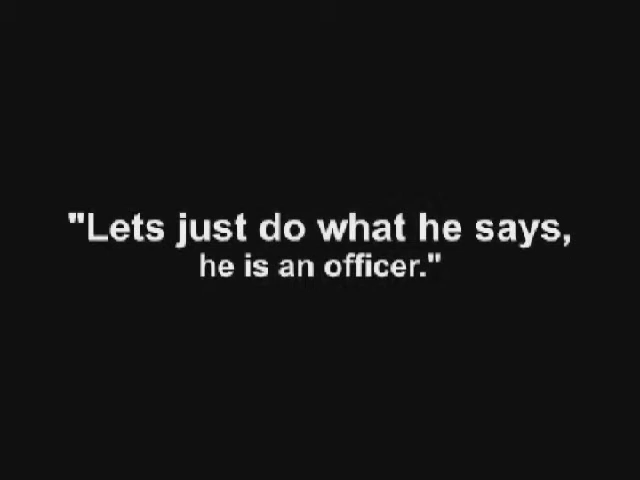 "Lets just do what he says,
he is an officer."